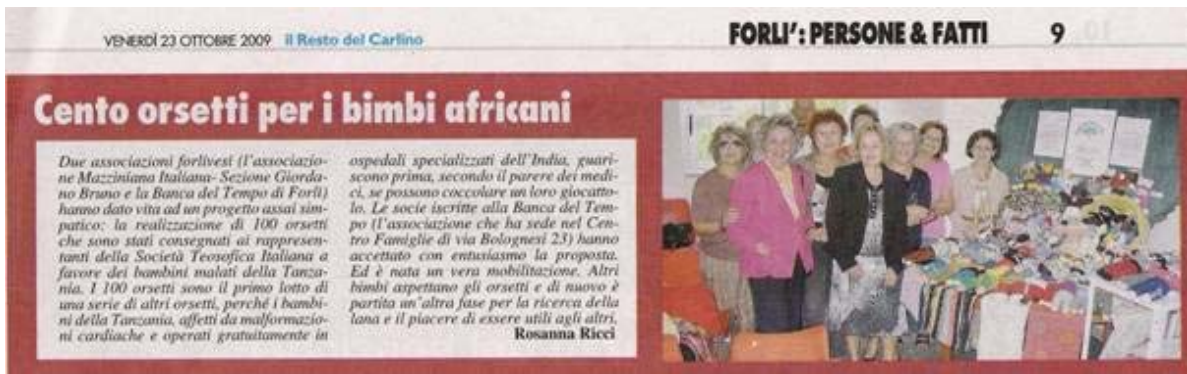 VENERDÌ 23 OTTOBRE 2009 il Resto del Carlino
FORLI': PERSONE & FATTI 9
Cento orsetti per i bimbi africani
Due associazioni forlivesi (l'associazio-
ne Mazziniana Italiana- Sezione Giorda-
no Bruno e la Banca del Tempo di Forlì)
hanno dato vita ad un progetto assai sim-
patico: la realizzazione di 100 orsetti
che sono stati consegnati ai rappresen-
tanti della Società Teosofica Italiana a
favore dei bambini malati della Tanza-
nia. I 100 orsetti sono il primo lotto di
una serie di altri orsetti, perché i bambi-
ni della Tanzania, affetti da malformazio-
ni cardiache e operati gratuitamente in
ospedali specializzati dell'India, guari-
scono prima, secondo il parere dei medi-
ci, se possono coccolare un loro giocatto-
lo. Le socie iscritte alla Banca del Tem-
po (l'associazione che ha sede nel Cen-
tro Famiglie di via Bolognesi 23) hanno
accettato con entusiasmo la proposta.
Ed è nata un vera mobilitazione. Altri
bimbi aspettano gli orsetti e di nuovo è
partita un'altra fase per la ricerca della
lana e il piacere di essere utili agli altri.
Rosanna Ricci